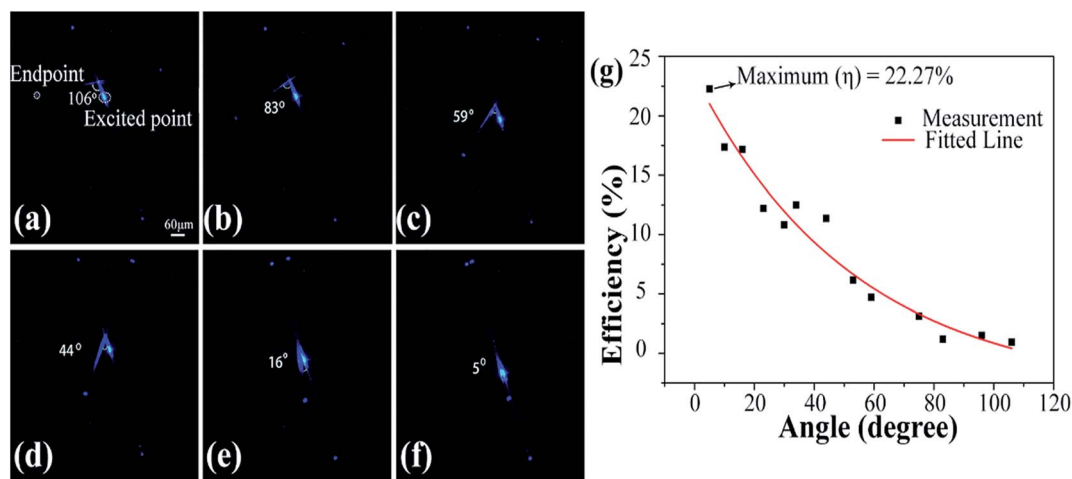 Endpoint
106°
Excited point
(a)
60μm
83°
(b)
59°
(c)
44°
(d)
16°
(e)
5°
(f)
(g)
Maximum (η) = 22.27%
Measurement
Fitted Line
Efficiency (%)
25
20
15
10
5
0
0 20 40 60 80 100 120
Angle (degree)